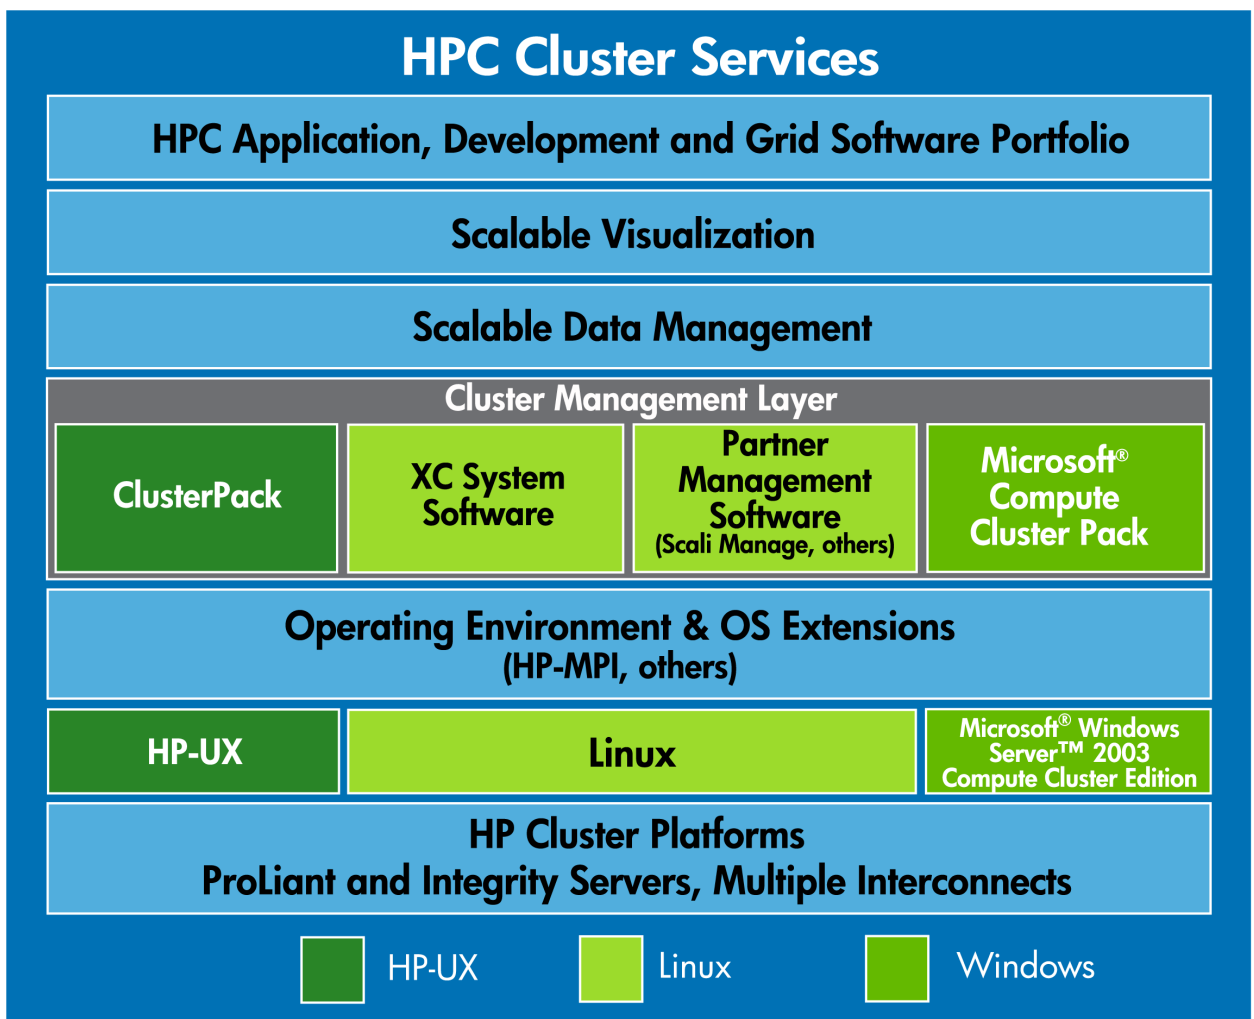 HPC Cluster Services
HPC Application, Development and Grid Software Portfolio
Scalable Visualization
Scalable Data Management
Cluster Management Layer
ClusterPack
XC System
Software
Partner
Management
Software
(Scali Manage, others)
Microsoft®
Compute
Cluster Pack
Operating Environment & OS Extensions
(HP-MPI, others)
HP-UX
Linux
Microsoft® Windows
Server™ 2003
Compute Cluster Edition
HP Cluster Platforms
ProLiant and Integrity Servers, Multiple Interconnects
HP-UX
Linux
Windows